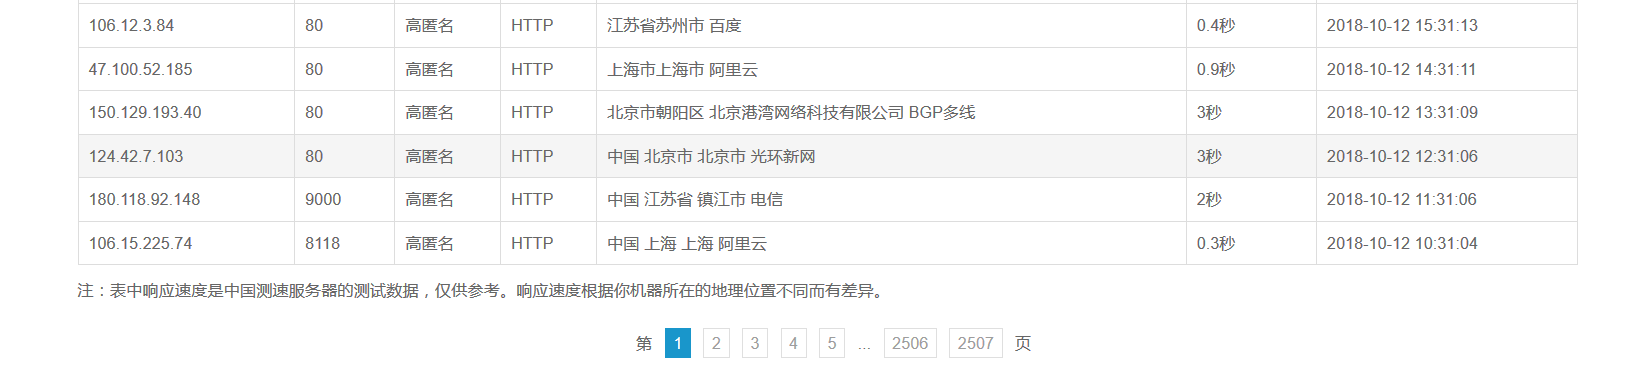 106.12.3.84 80 高匿名 HTTP 江苏省苏州市 百度 0.4秒 2018-10-12 15:31:13
47.100.52.185 80 高匿名 HTTP 上海市上海市 阿里云 0.9秒 2018-10-12 14:31:11
150.129.193.40 80 高匿名 HTTP 北京市朝阳区 北京港湾网络科技有限公司 BGP多线 3秒 2018-10-12 13:31:09
124.42.7.103 80 高匿名 HTTP 中国 北京市 北京市 光环新网 3秒 2018-10-12 12:31:06
180.118.92.148 9000 高匿名 HTTP 中国 江苏省 镇江市 电信 2秒 2018-10-12 11:31:06
106.15.225.74 8118 高匿名 HTTP 中国 上海 上海 阿里云 0.3秒 2018-10-12 10:31:04
注：表中响应速度是中国测速服务器的测试数据，仅供参考。响应速度根据你机器所在的地理位置不同而有差异。
第 1 2 3 4 5 ... 2506 2507 页